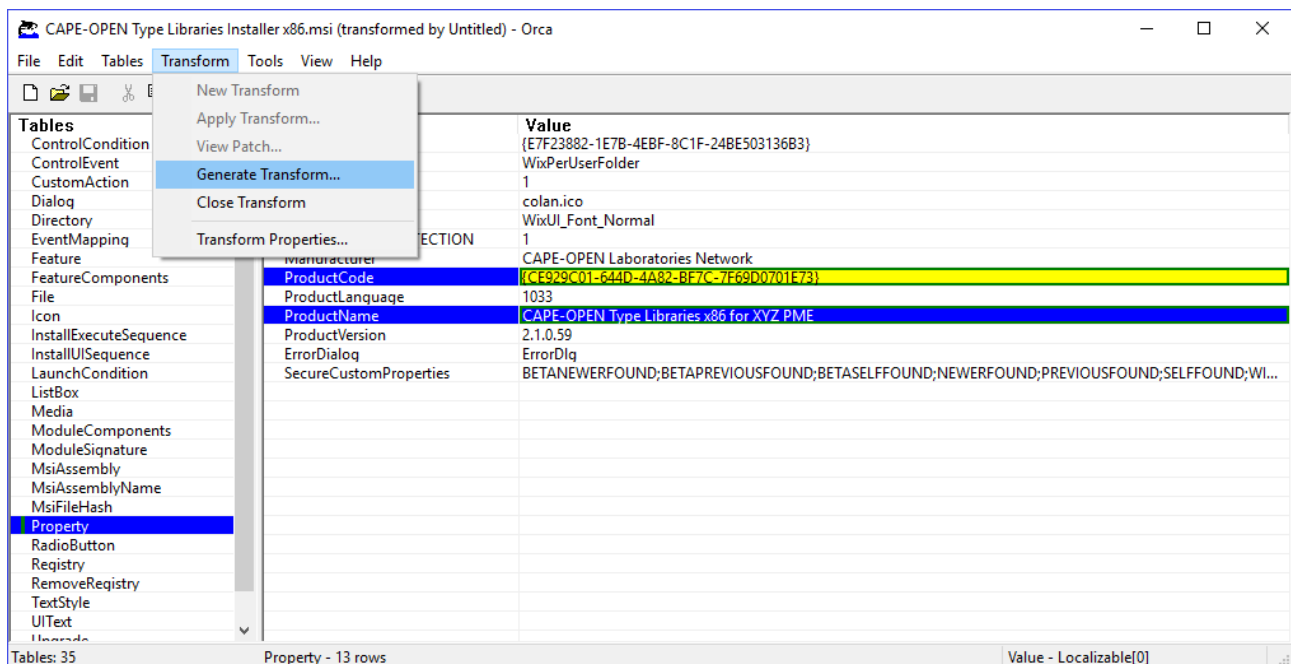 CAPE-OPEN Type Libraries Installer x86.msi (transformed by Untitled) - Orca
File Edit Tables Transform Tools View Help
New Transform
Apply Transform...
View Patch...
Generate Transform...
Close Transform
Transform Properties...
Tables
ControlCondition
ControlEvent
CustomAction
Dialog
Directory
EventMapping
Feature
FeatureComponents
File
Icon
InstallExecuteSequence
InstallUISequence
LaunchCondition
ListBox
Media
ModuleComponents
ModuleSignature
MsiAssembly
MsiAssemblyName
MsiFileHash
Property
RadioButton
Registry
RemoveRegistry
TextStyle
UIText
Upgrade
Value
{E7F23882-1E7B-4EBF-8C1F-24BE503136B3}
WixPerUserFolder
1
colan.ico
WixUI_Font_Normal
ECTION 1
Manufacturer CAPE-OPEN Laboratories Network
ProductCode {CE929C01-644D-4A82-BF7C-7F69D0701E73}
ProductLanguage 1033
ProductName CAPE-OPEN Type Libraries x86 for XYZ PME
ProductVersion 2.1.0.59
ErrorDialog ErrorDlg
SecureCustomProperties BETANEWERFOUND;BETAPREVIOUSFOUND;BETASELFFOUND;NEWERFOUND;PREVIOUSFOUND;SELFFOUND;WI...
Tables: 35 Property - 13 rows Value - Localizable[0]